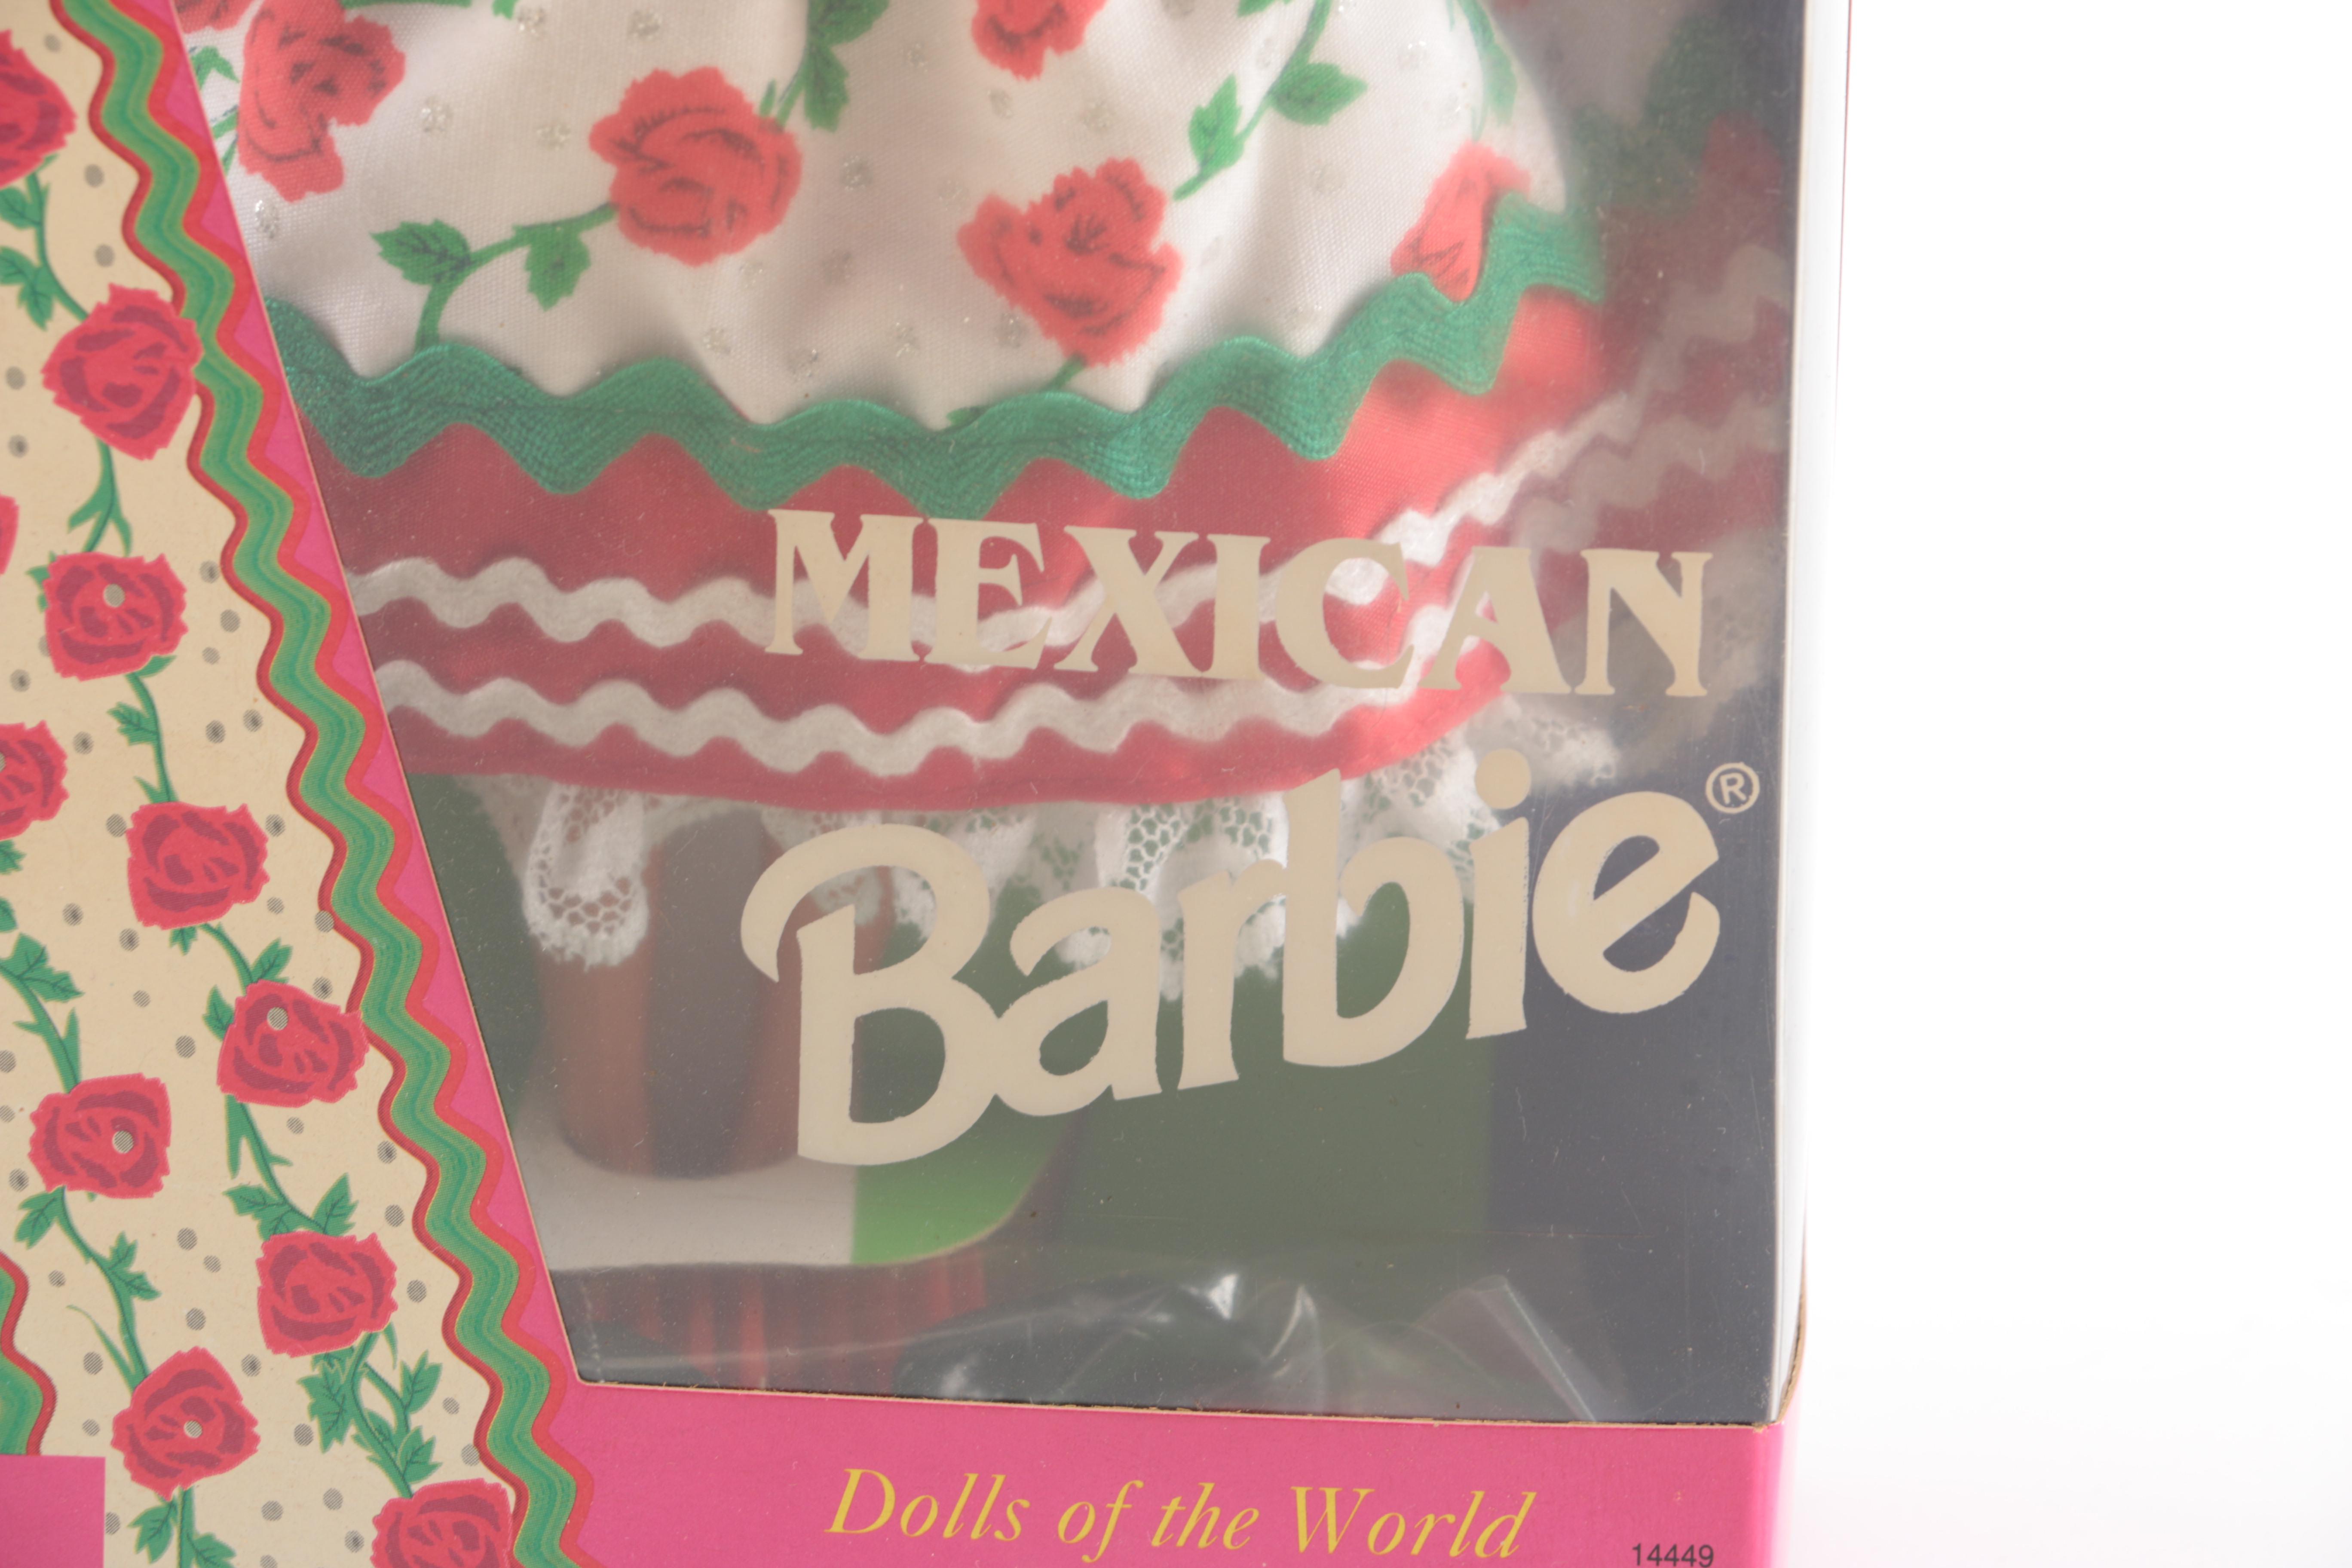 MEXICAN
Barbie®
Dolls of the World
14449